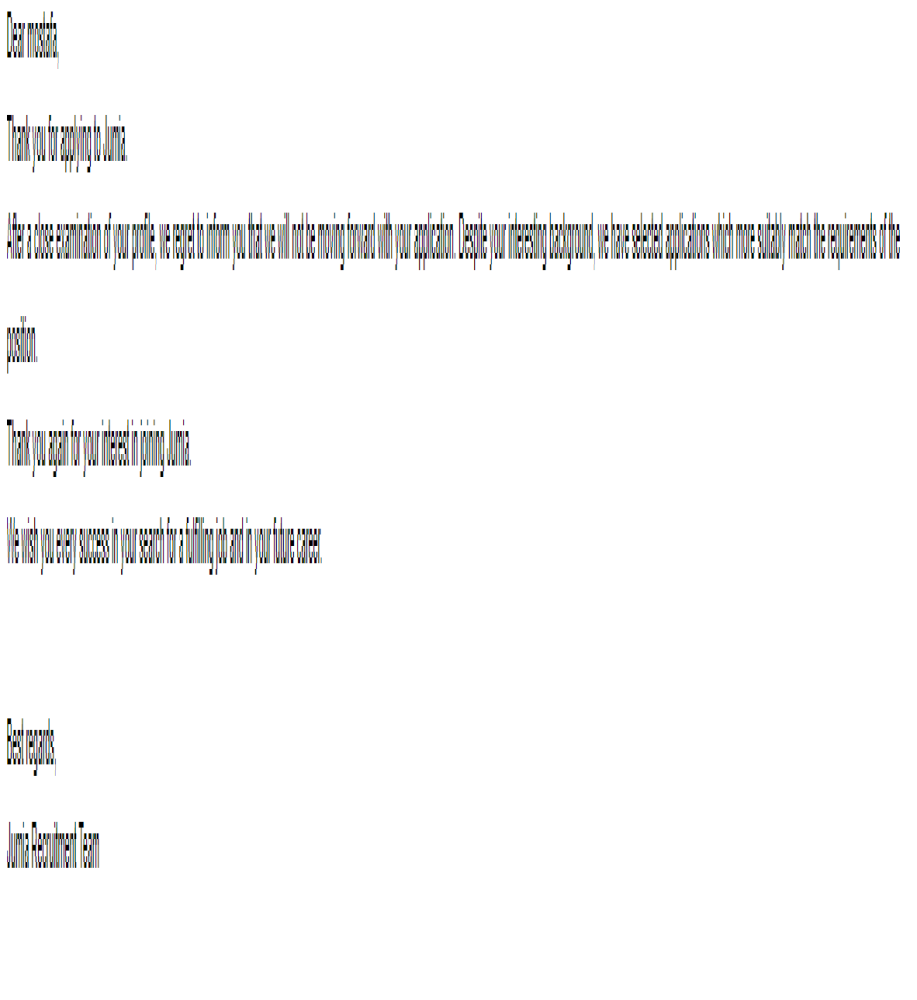 Dear mostafa,
Thank you for applying to Jumia.
After a close examination of your profile, we regret to inform you that we will not be moving forward with your application. Despite your interesting background, we have selected applications which more suitably match the requirements of the
position.
Thank you again for your interest in joining Jumia.
We wish you every success in your search for a fulfilling job and in your future career.
Best regards,
Jumia Recruitment Team